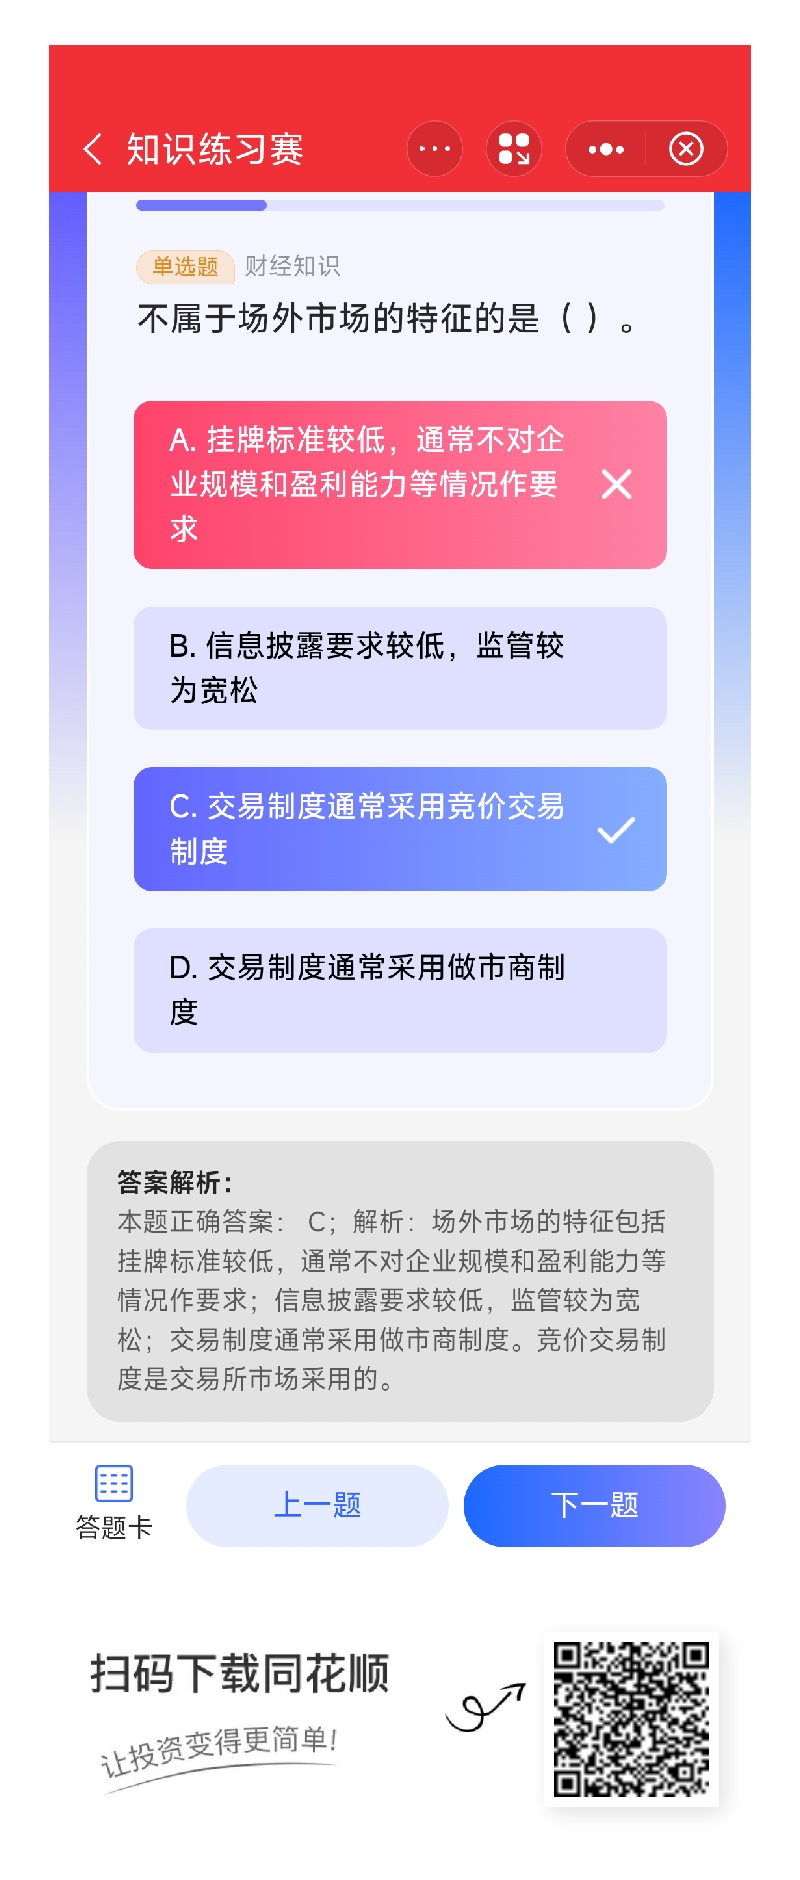 知识练习赛
单选题 财经知识
不属于场外市场的特征的是（ ）。
A. 挂牌标准较低，通常不对企
业规模和盈利能力等情况作要
求
B. 信息披露要求较低，监管较
为宽松
C. 交易制度通常采用竞价交易
制度
D. 交易制度通常采用做市商制
度
答案解析：
本题正确答案： C；解析：场外市场的特征包括
挂牌标准较低，通常不对企业规模和盈利能力等
情况作要求；信息披露要求较低，监管较为宽
松；交易制度通常采用做市商制度。竞价交易制
度是交易所市场采用的。
答题卡
上一题
下一题
扫码下载同花顺
让投资变得更简单!